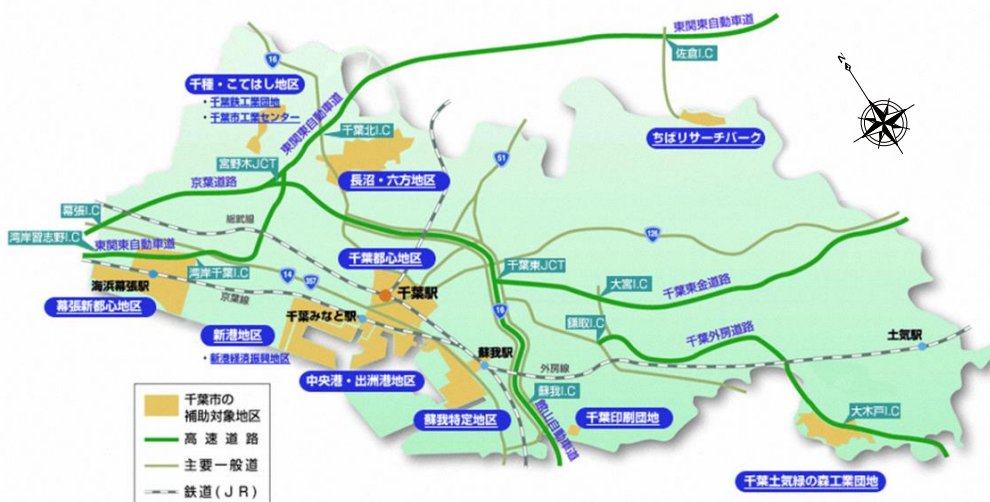 東関東自動車道
佐倉I.C
N
16
千種・こてはし地区
・千葉鉄工業団地
・千葉市工業センター
東関東自動車道
千葉北I.C
ちばリサーチパーク
51
宮野木JCT
長沼・六方地区
京葉道路
幕張I.C
総武線
湾岸習志野I.C
東関東自動車道
126
千葉都心地区
湾岸千葉I.C
千葉東JCT
14
357
海浜幕張駅
京葉線
千葉駅
大宮I.C
千葉東金道路
幕張新都心地区
千葉みなと駅
16
鎌取I.C
千葉外房道路
土気駅
新港地区
・新港経済振興地区
蘇我駅
外房線
中央港・出洲港地区
蘇我I.C
蘇我特定地区
館山自動車道
千葉印刷団地
大木戸I.C
千葉土気緑の森工業団地
千葉市の
補助対象地区
高速道路
主要一般道
鉄道(JR)